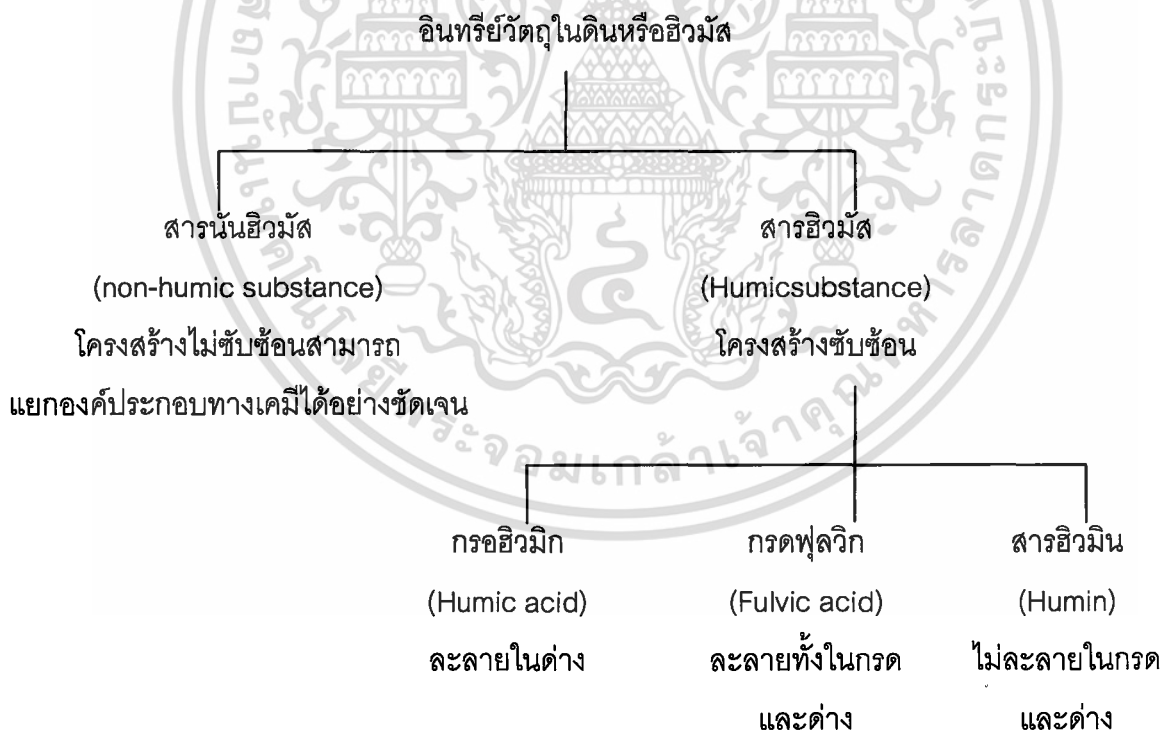 อินทรีย์วัตถุในดินหรือฮิวมัส
สารนันฮิวมัส
(non-humic substance)
โครงสร้างไม่ซับซ้อนสามารถ
แยกองค์ประกอบทางเคมีได้อย่างชัดเจน
สารฮิวมัส
(Humicsubstance)
โครงสร้างซับซ้อน
กรอฮิวมิก
(Humic acid)
ละลายในด่าง
กรดฟุลวิก
(Fulvic acid)
ละลายทั้งในกรด
และด่าง
สารฮิวมิน
(Humin)
ไม่ละลายในกรด
และด่าง